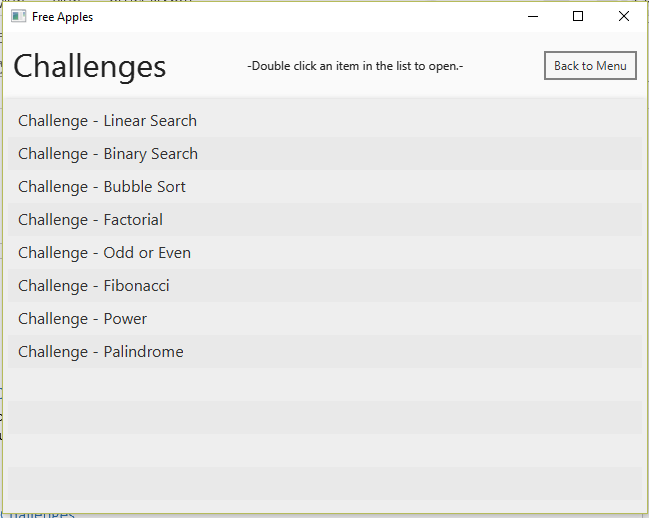 Free Apples
Challenges
-Double click an item in the list to open.-
Back to Menu
Challenge - Linear Search
Challenge - Binary Search
Challenge - Bubble Sort
Challenge - Factorial
Challenge - Odd or Even
Challenge - Fibonacci
Challenge - Power
Challenge - Palindrome
Challenges